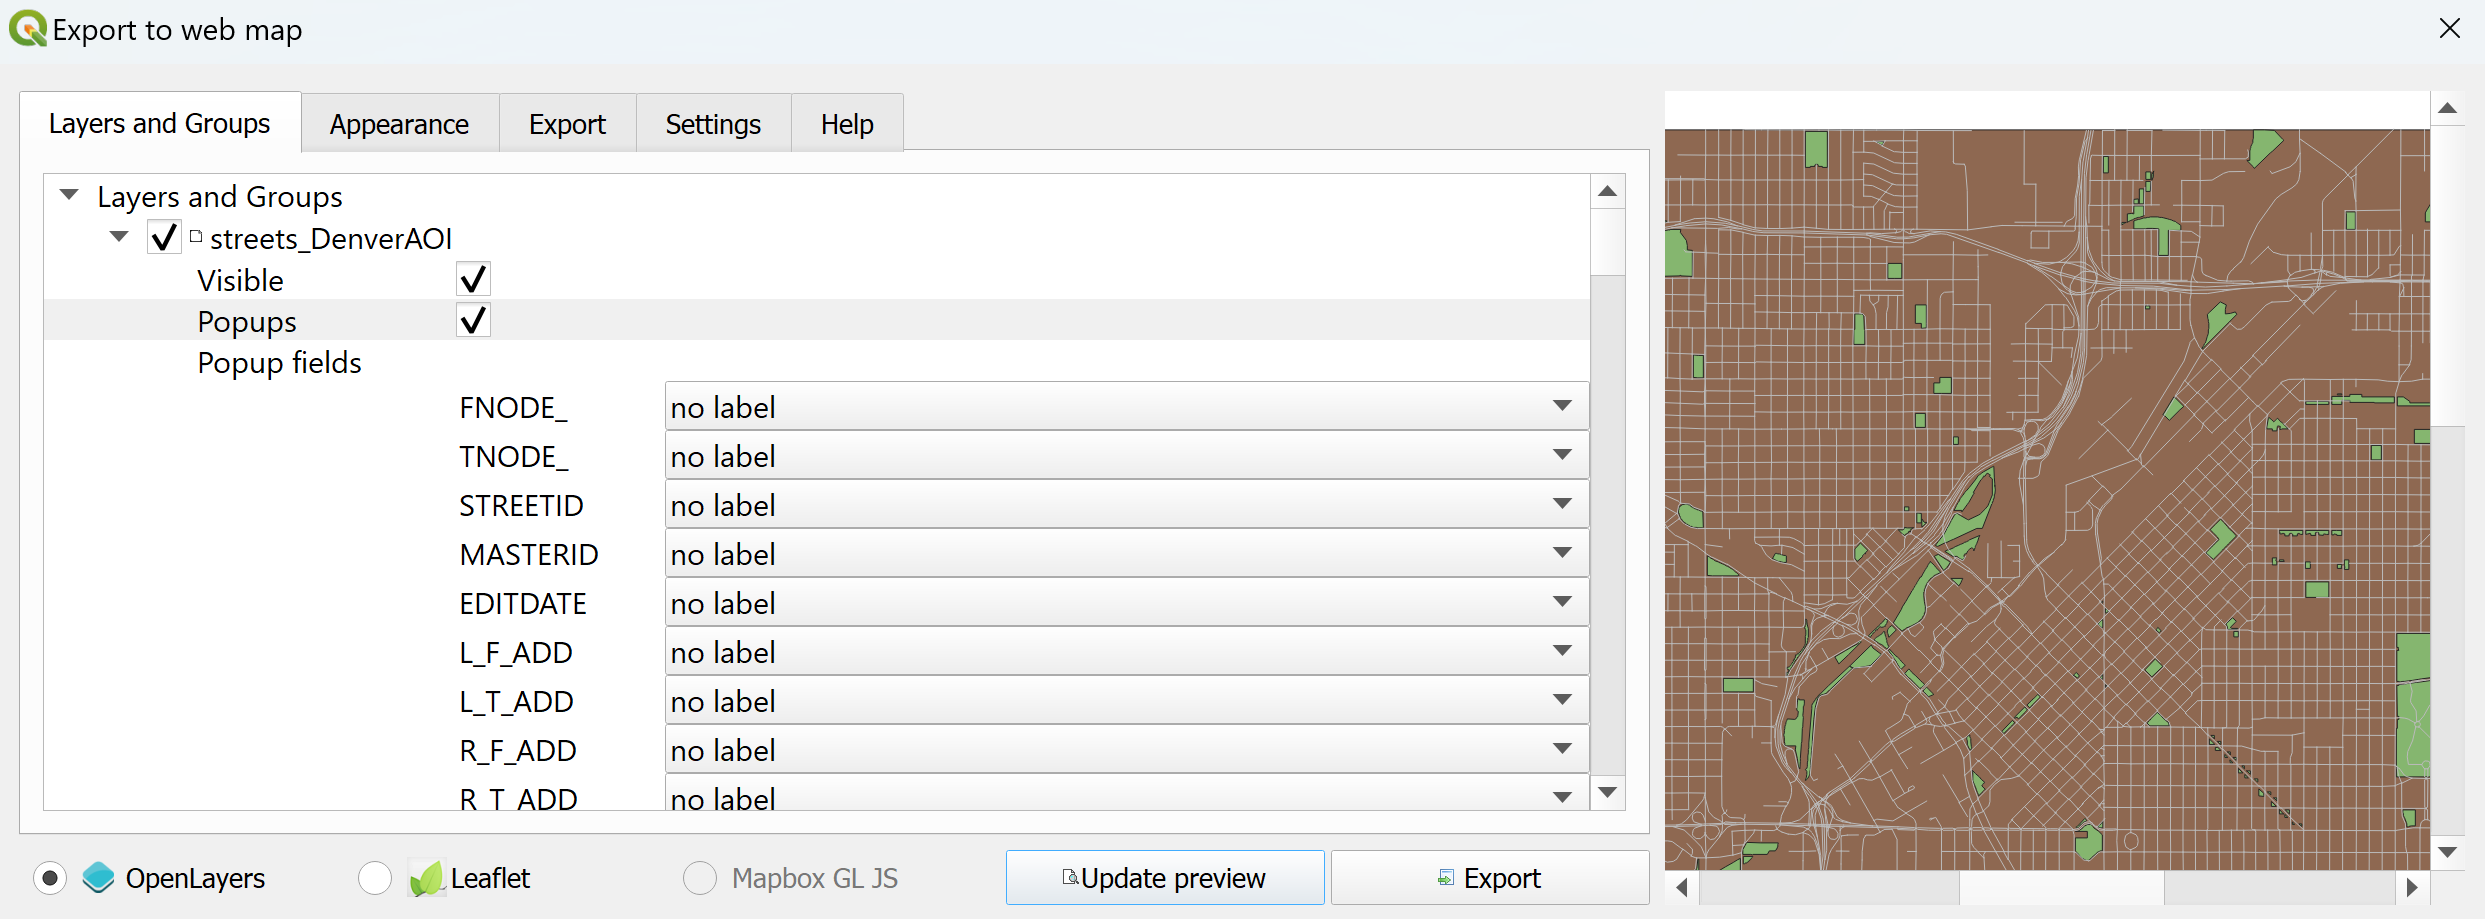 Export to web map
Layers and Groups Appearance Export Settings Help
Layers and Groups
streets_DenverAOI
Visible
Popups
Popup fields
FNODE_ no label
TNODE_ no label
STREETID no label
MASTERID no label
EDITDATE no label
L_F_ADD no label
L_T_ADD no label
R_F_ADD no label
R_T_ADD no label
OpenLayers Leaflet Mapbox GL JS Update preview Export